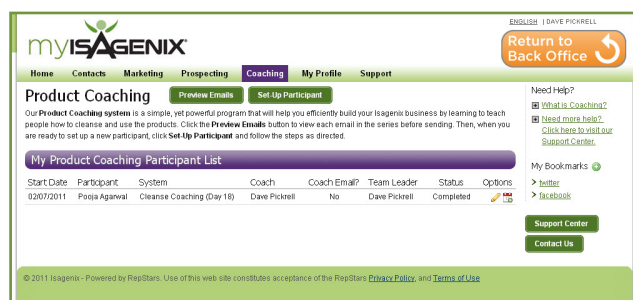 ENGLISH | DAVE PICKRELL
myISAGENIX
Return to
Back Office
Home Contacts Marketing Prospecting Coaching My Profile Support
Product Coaching Preview Emails Set-Up Participant
Our Product Coaching system is a simple, yet powerful program that will help you efficiently build your Isagenix business by learning to teach
people how to cleanse and use the products. Click the Preview Emails button to view each email in the series before sending. Then, when you
are ready to set up a new participant, click Set-Up Participant and follow the steps as directed.
My Product Coaching Participant List
Start Date Participant System Coach Coach Email? Team Leader Status Options
02/07/2011 Pooja Agarwal Cleanse Coaching (Day 18) Dave Pickrell No Dave Pickrell Completed
Need Help?
What is Coaching?
Need more help?
Click here to visit our
Support Center.
My Bookmarks
> twitter
> facebook
Support Center
Contact Us
© 2011 Isagenix - Powered by RepStars. Use of this web site constitutes acceptance of the RepStars Privacy Policy, and Terms of Use